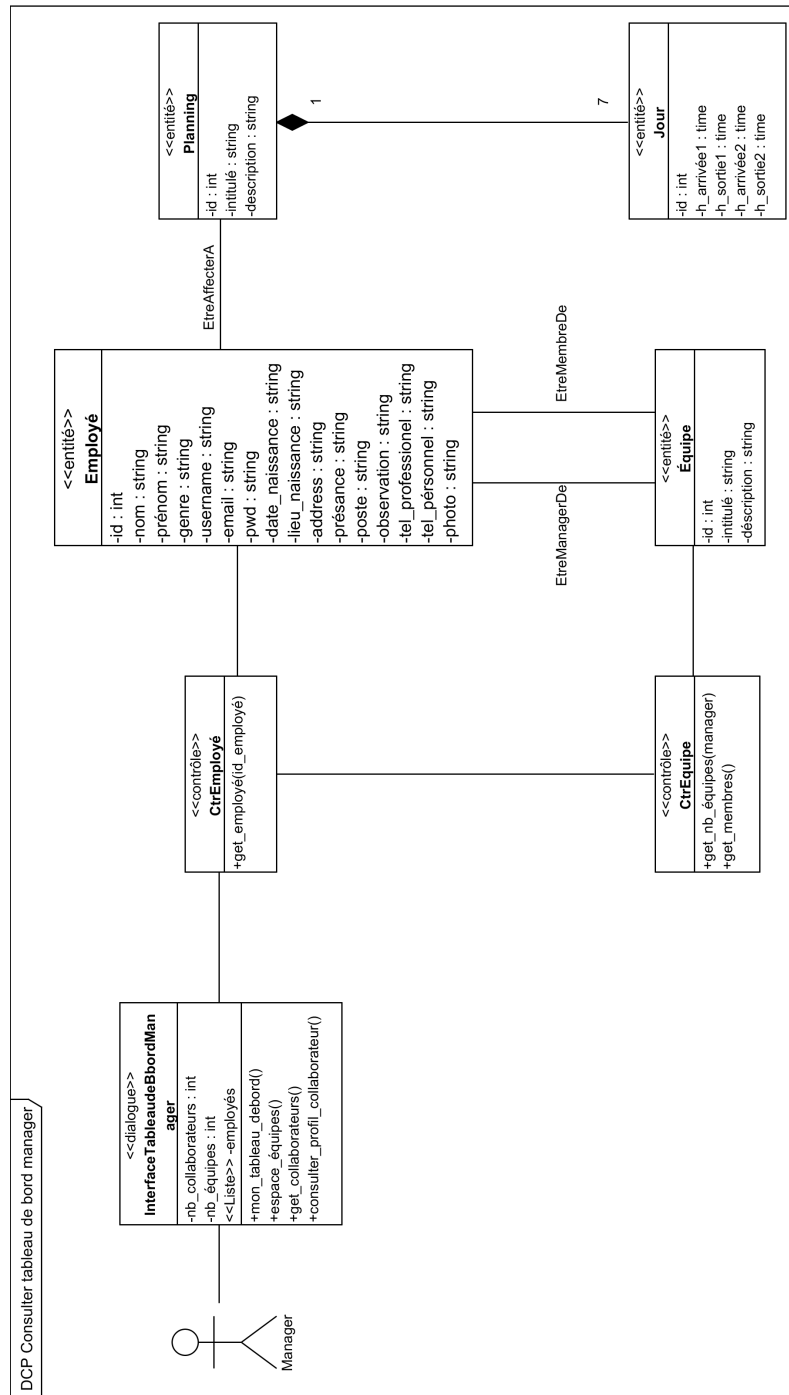 DCP Consulter tableau de bord manager
Manager
<<dialogue>>
InterfaceTableaudeBbordMan
ager
-nb_collaborateurs : int
-nb_équipes : int
<<Liste>> -employés
+mon_tableau_debord()
+espace_équipes()
+get_collaborateurs()
+consulter_profil_collaborateur()
<<contrôle>>
CtrEmployé
+get_employé(id_employé)
<<contrôle>>
CtrEquipe
+get_nb_équipes(manager)
+get_membres()
<<entité>>
Employé
-id : int
-nom : string
-prénom : string
-genre : string
-username : string
-email : string
-pwd : string
-date_naissance : string
-lieu_naissance : string
-address : string
-présance : string
-poste : string
-observation : string
-tel_professionel : string
-tel_pérsonnel : string
-photo : string
EtreManagerDe
EtreMembreDe
<<entité>>
Équipe
-id : int
-intitulé : string
-déscription : string
EtreAffecterA
<<entité>>
Planning
-id : int
-intitulé : string
-description : string
1
7
<<entité>>
Jour
-id : int
-h_arrivée1 : time
-h_sortie1 : time
-h_arrivée2 : time
-h_sortie2 : time